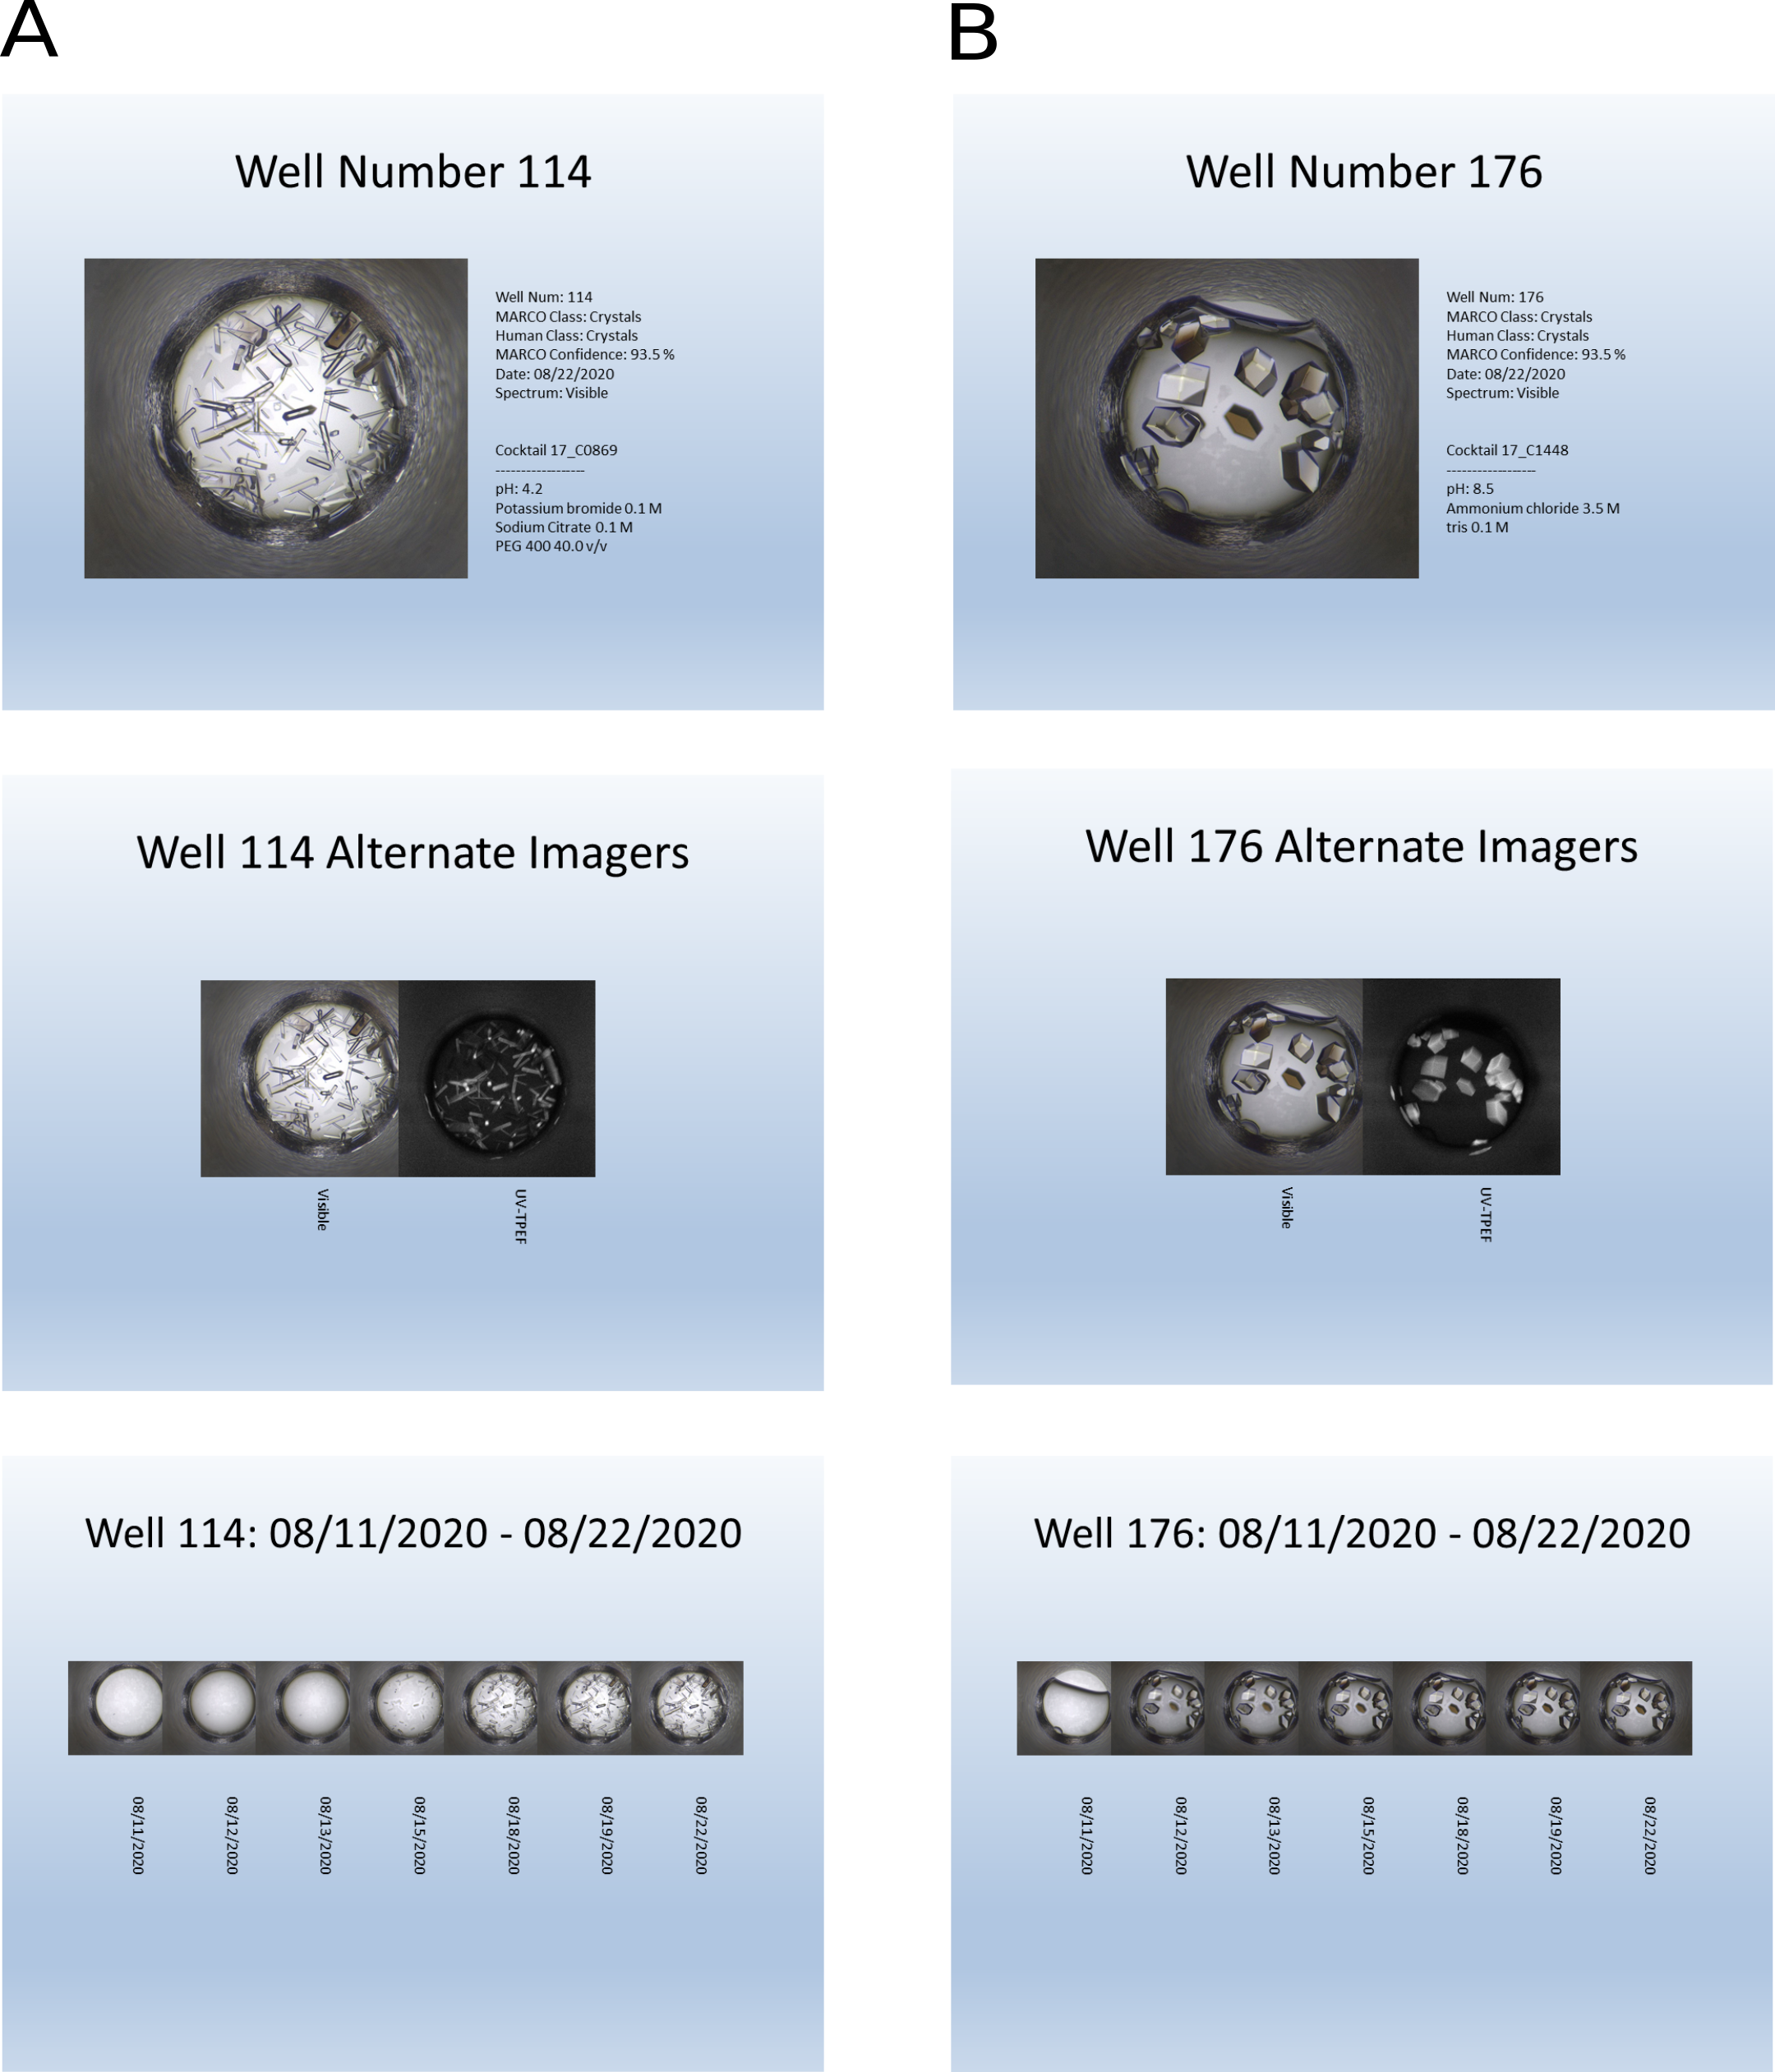 A
Well Number 114
Well Num: 114
MARCO Class: Crystals
Human Class: Crystals
MARCO Confidence: 93.5 %
Date: 08/22/2020
Spectrum: Visible
Cocktail 17_C0869
------------------
pH: 4.2
Potassium bromide 0.1 M
Sodium Citrate 0.1 M
PEG 400 40.0 v/v
Well 114 Alternate Imagers
Visible
UV-TPEF
Well 114: 08/11/2020 - 08/22/2020
08/11/2020
08/12/2020
08/13/2020
08/15/2020
08/18/2020
08/19/2020
08/22/2020
B
Well Number 176
Well Num: 176
MARCO Class: Crystals
Human Class: Crystals
MARCO Confidence: 93.5 %
Date: 08/22/2020
Spectrum: Visible
Cocktail 17_C1448
------------------
pH: 8.5
Ammonium chloride 3.5 M
tris 0.1 M
Well 176 Alternate Imagers
Visible
UV-TPEF
Well 176: 08/11/2020 - 08/22/2020
08/11/2020
08/12/2020
08/13/2020
08/15/2020
08/18/2020
08/19/2020
08/22/2020